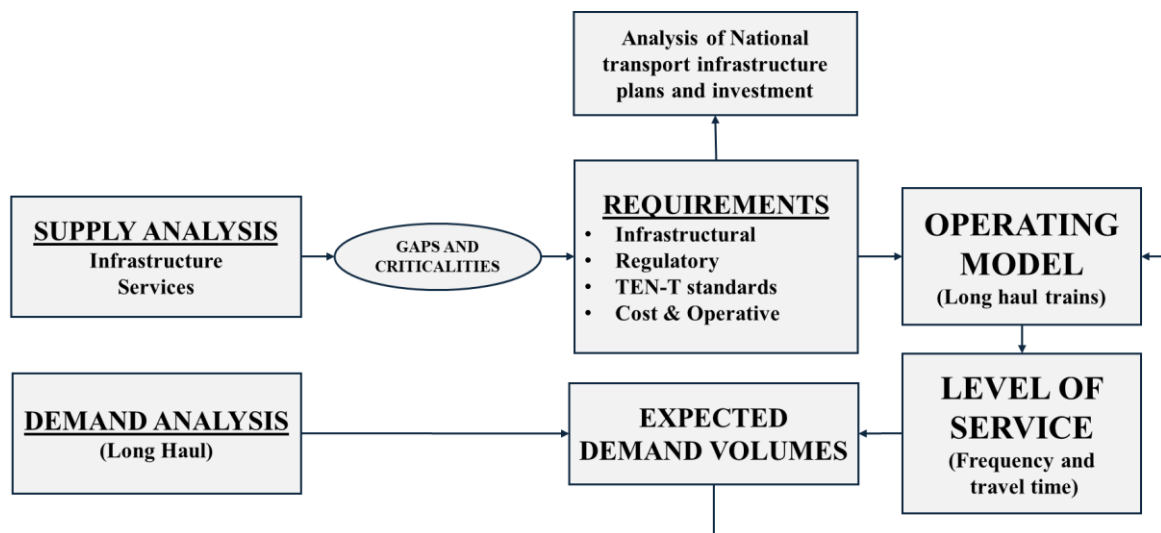 Analysis of National
transport infrastructure
plans and investment
SUPPLY ANALYSIS
Infrastructure
Services
GAPS AND
CRITICALITIES
REQUIREMENTS
• Infrastructural
• Regulatory
• TEN-T standards
• Cost & Operative
OPERATING
MODEL
(Long haul trains)
DEMAND ANALYSIS
(Long Haul)
EXPECTED
DEMAND VOLUMES
LEVEL OF
SERVICE
(Frequency and
travel time)